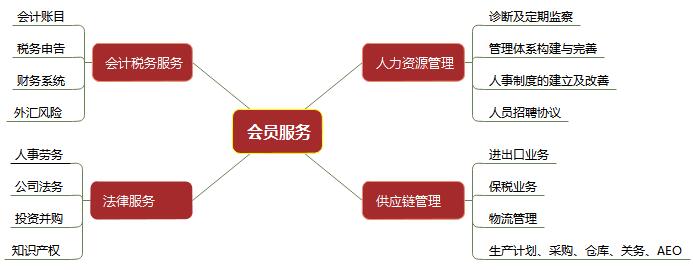 会员服务
会计税务服务
会计账目
税务申告
财务系统
外汇风险
法律服务
人事劳务
公司法务
投资并购
知识产权
人力资源管理
诊断及定期监察
管理体系构建与完善
人事制度的建立及改善
人员招聘协议
供应链管理
进出口业务
保税业务
物流管理
生产计划、采购、仓库、关务、AEO